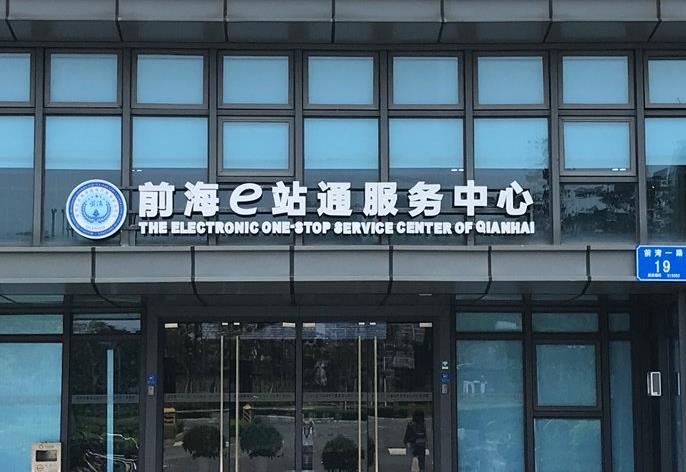 前海e站通服务中心
THE ELECTRONIC ONE-STOP SERVICE CENTER OF QIANHAI
前湾一路
19